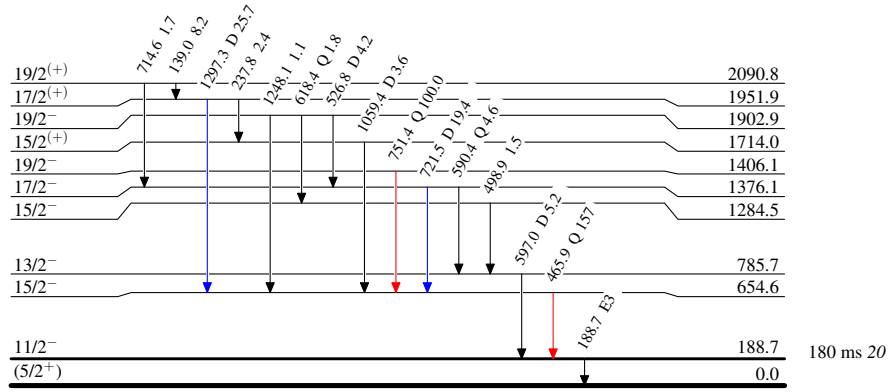 714.6 1.7
139.0 8.2
1297.3 D 25.7
237.8 2.4
1248.1 1.1
618.4 Q 1.8
526.8 D 4.2
1059.4 D 3.6
751.4 Q 100.0
721.5 D 19.4
590.4 Q 4.6
498.9 1.5
597.0 D 5.2
465.9 Q 157
188.7 E3
19/2(+) 2090.8
17/2(+) 1951.9
19/2− 1902.9
15/2(+) 1714.0
19/2− 1406.1
17/2− 1376.1
15/2− 1284.5
13/2− 785.7
15/2− 654.6
11/2− 188.7 180 ms 20
(5/2+) 0.0